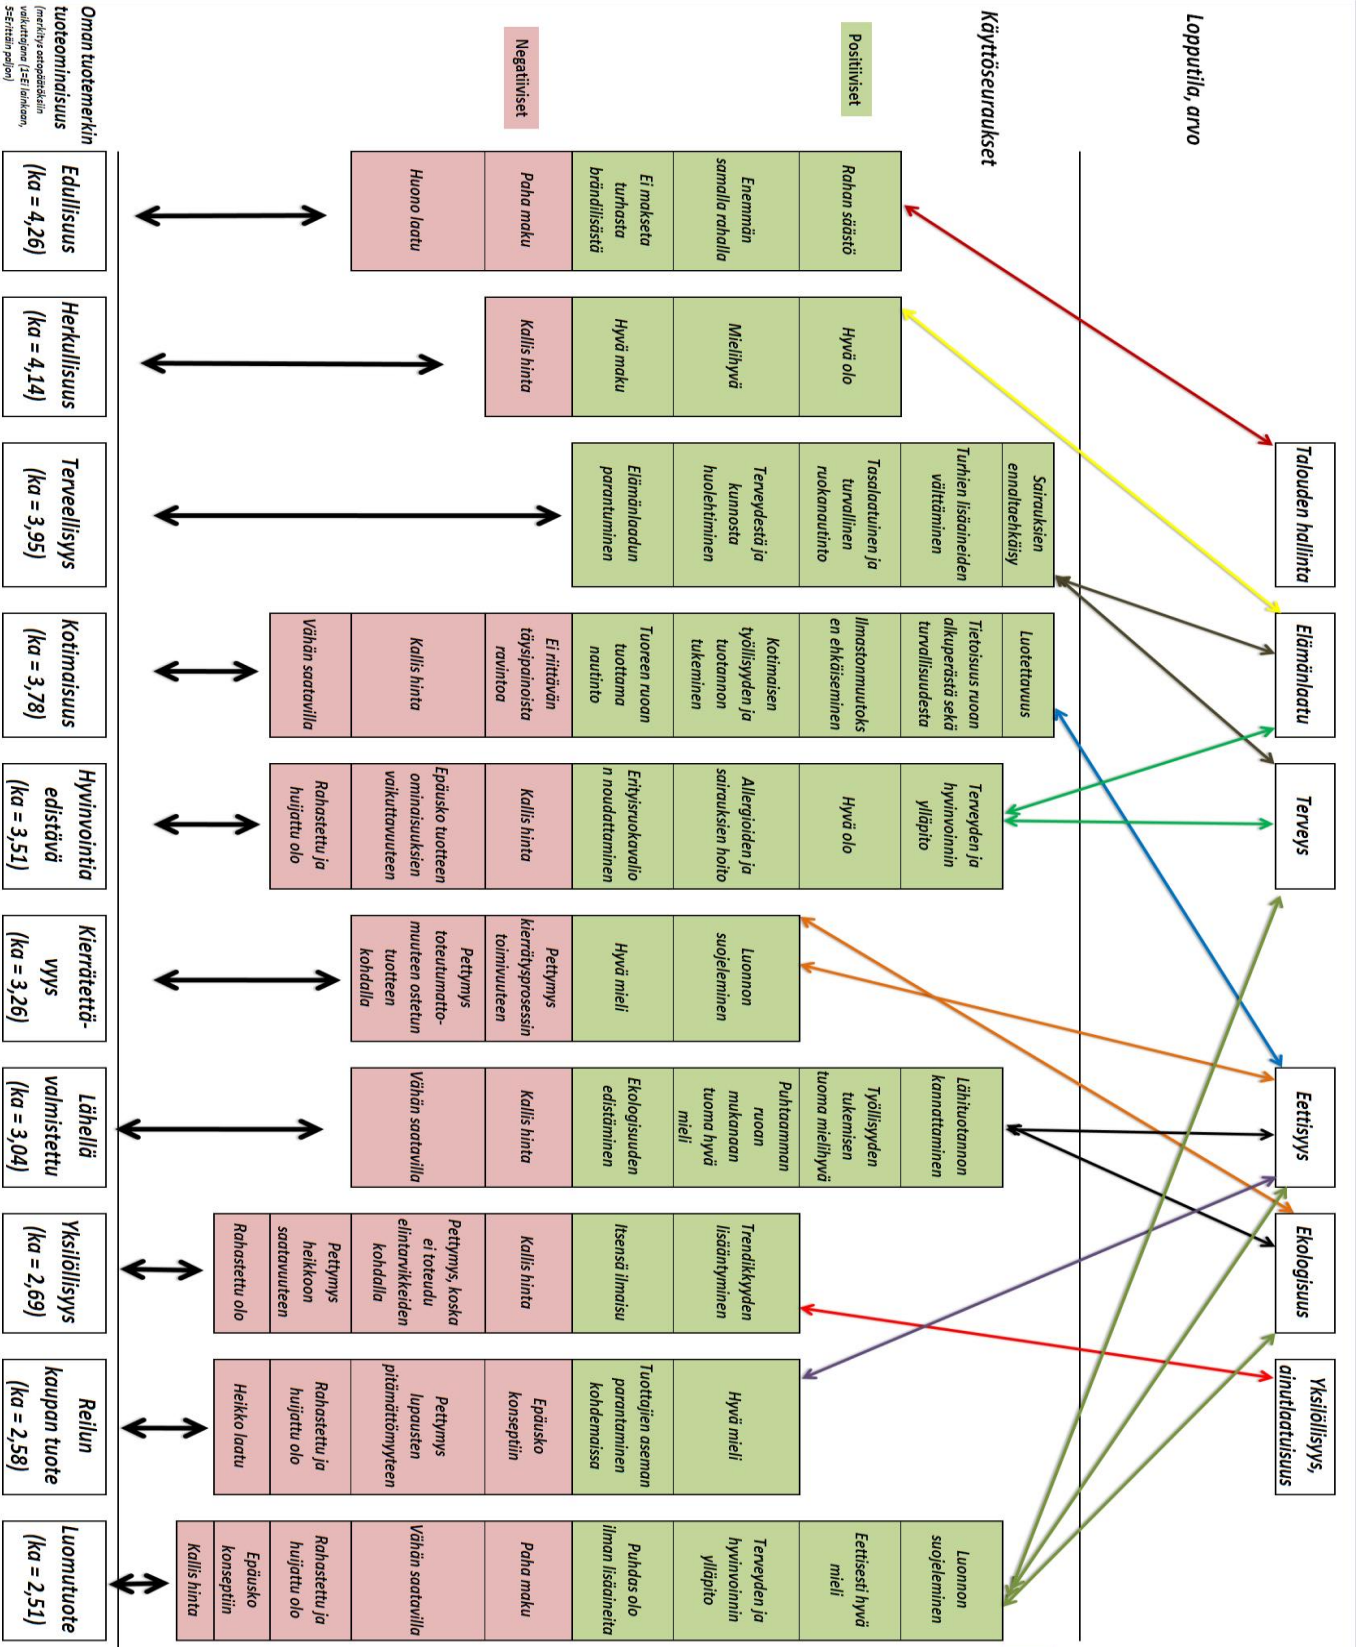 Lopputila, arvo
Talouden hallinta
Elämänlaatu
Terveys
Eettisyys
Ekologisuus
Yksilöllisyys,
ainutlaatuisuus
Käyttöseuraukset
Positiiviset
Negatiiviset
Rahan säästö
Enemmän
samalla rahalla
Ei makseta
turhasta
brändilisästä
Paha maku
Huono laatu
Hyvä olo
Mielihyvä
Hyvä maku
Kallis hinta
Sairauksien
ennaltaehkäisy
Turhien lisäaineiden
välttäminen
Tasalaatuinen ja
turvallinen
ruokanautinto
Terveydestä ja
kunnosta
huolehtiminen
Elämänlaadun
parantuminen
Luotettavuus
Tietoisuus ruoan
alkuperästä sekä
turvallisuudesta
Ilmastonmuutoks
en ehkäiseminen
Kotimaisen
työllisyyden ja
tuotannon
tukeminen
Tuoreen ruoan
tuottama
nautinto
Ei riittävän
täysipainoista
ravintoa
Kallis hinta
Vähän saatavilla
Terveyden ja
hyvinvoinnin
ylläpito
Hyvä olo
Allergioiden ja
sairauksien hoito
Erityisruokavalio
n noudattaminen
Kallis hinta
Epäusko tuotteen
ominaisuuksien
vaikuttavuuteen
Rahastettu ja
huijattu olo
Luonnon
suojeleminen
Hyvä mieli
Pettymys
kierrätysprosessin
toimivuuteen
Pettymys
toteutumatto-
muuteen ostetun
tuotteen
kohdalla
Lähituotannon
kannattaminen
Työllisyyden
tukemisen
tuoma mielihyvä
Puhtaamman
ruoan
mukanaan
tuoma hyvä
mieli
Ekologisuuden
edistäminen
Kallis hinta
Vähän saatavilla
Trendikkyyden
lisääntyminen
Itsensä ilmaisu
Kallis hinta
Pettymys, koska
ei toteudu
elintarvikkeiden
kohdalla
Pettymys
heikkoon
saatavuuteen
Rahastettu olo
Hyvä mieli
Tuottajien aseman
parantaminen
kohdemaissa
Epäusko
konseptiin
Pettymys
lupausten
pitämättömyyteen
Rahastettu ja
huijattu olo
Heikko laatu
Luonnon
suojeleminen
Eettisesti hyvä
mieli
Terveyden ja
hyvinvoinnin
ylläpito
Puhdas olo
ilman lisäaineita
Paha maku
Vähän saatavilla
Rahastettu ja
huijattu olo
Epäusko
konseptiin
Kallis hinta
Oman tuotemerkin
tuoteominaisuus
(merkitys ostopäätöksiin
vaikuttajana (1=Ei lainkaan,
5=Erittäin paljon)
Edullisuus
(ka = 4,26)
Herkullisuus
(ka = 4,14)
Terveellisyys
(ka = 3,95)
Kotimaisuus
(ka = 3,78)
Hyvinvointia
edistävä
(ka = 3,51)
Kierrätettä-
vyys
(ka = 3,26)
Lähellä
valmistettu
(ka = 3,04)
Yksilöllisyys
(ka = 2,69)
Reilun
kaupan tuote
(ka = 2,58)
Luomutuote
(ka = 2,51)